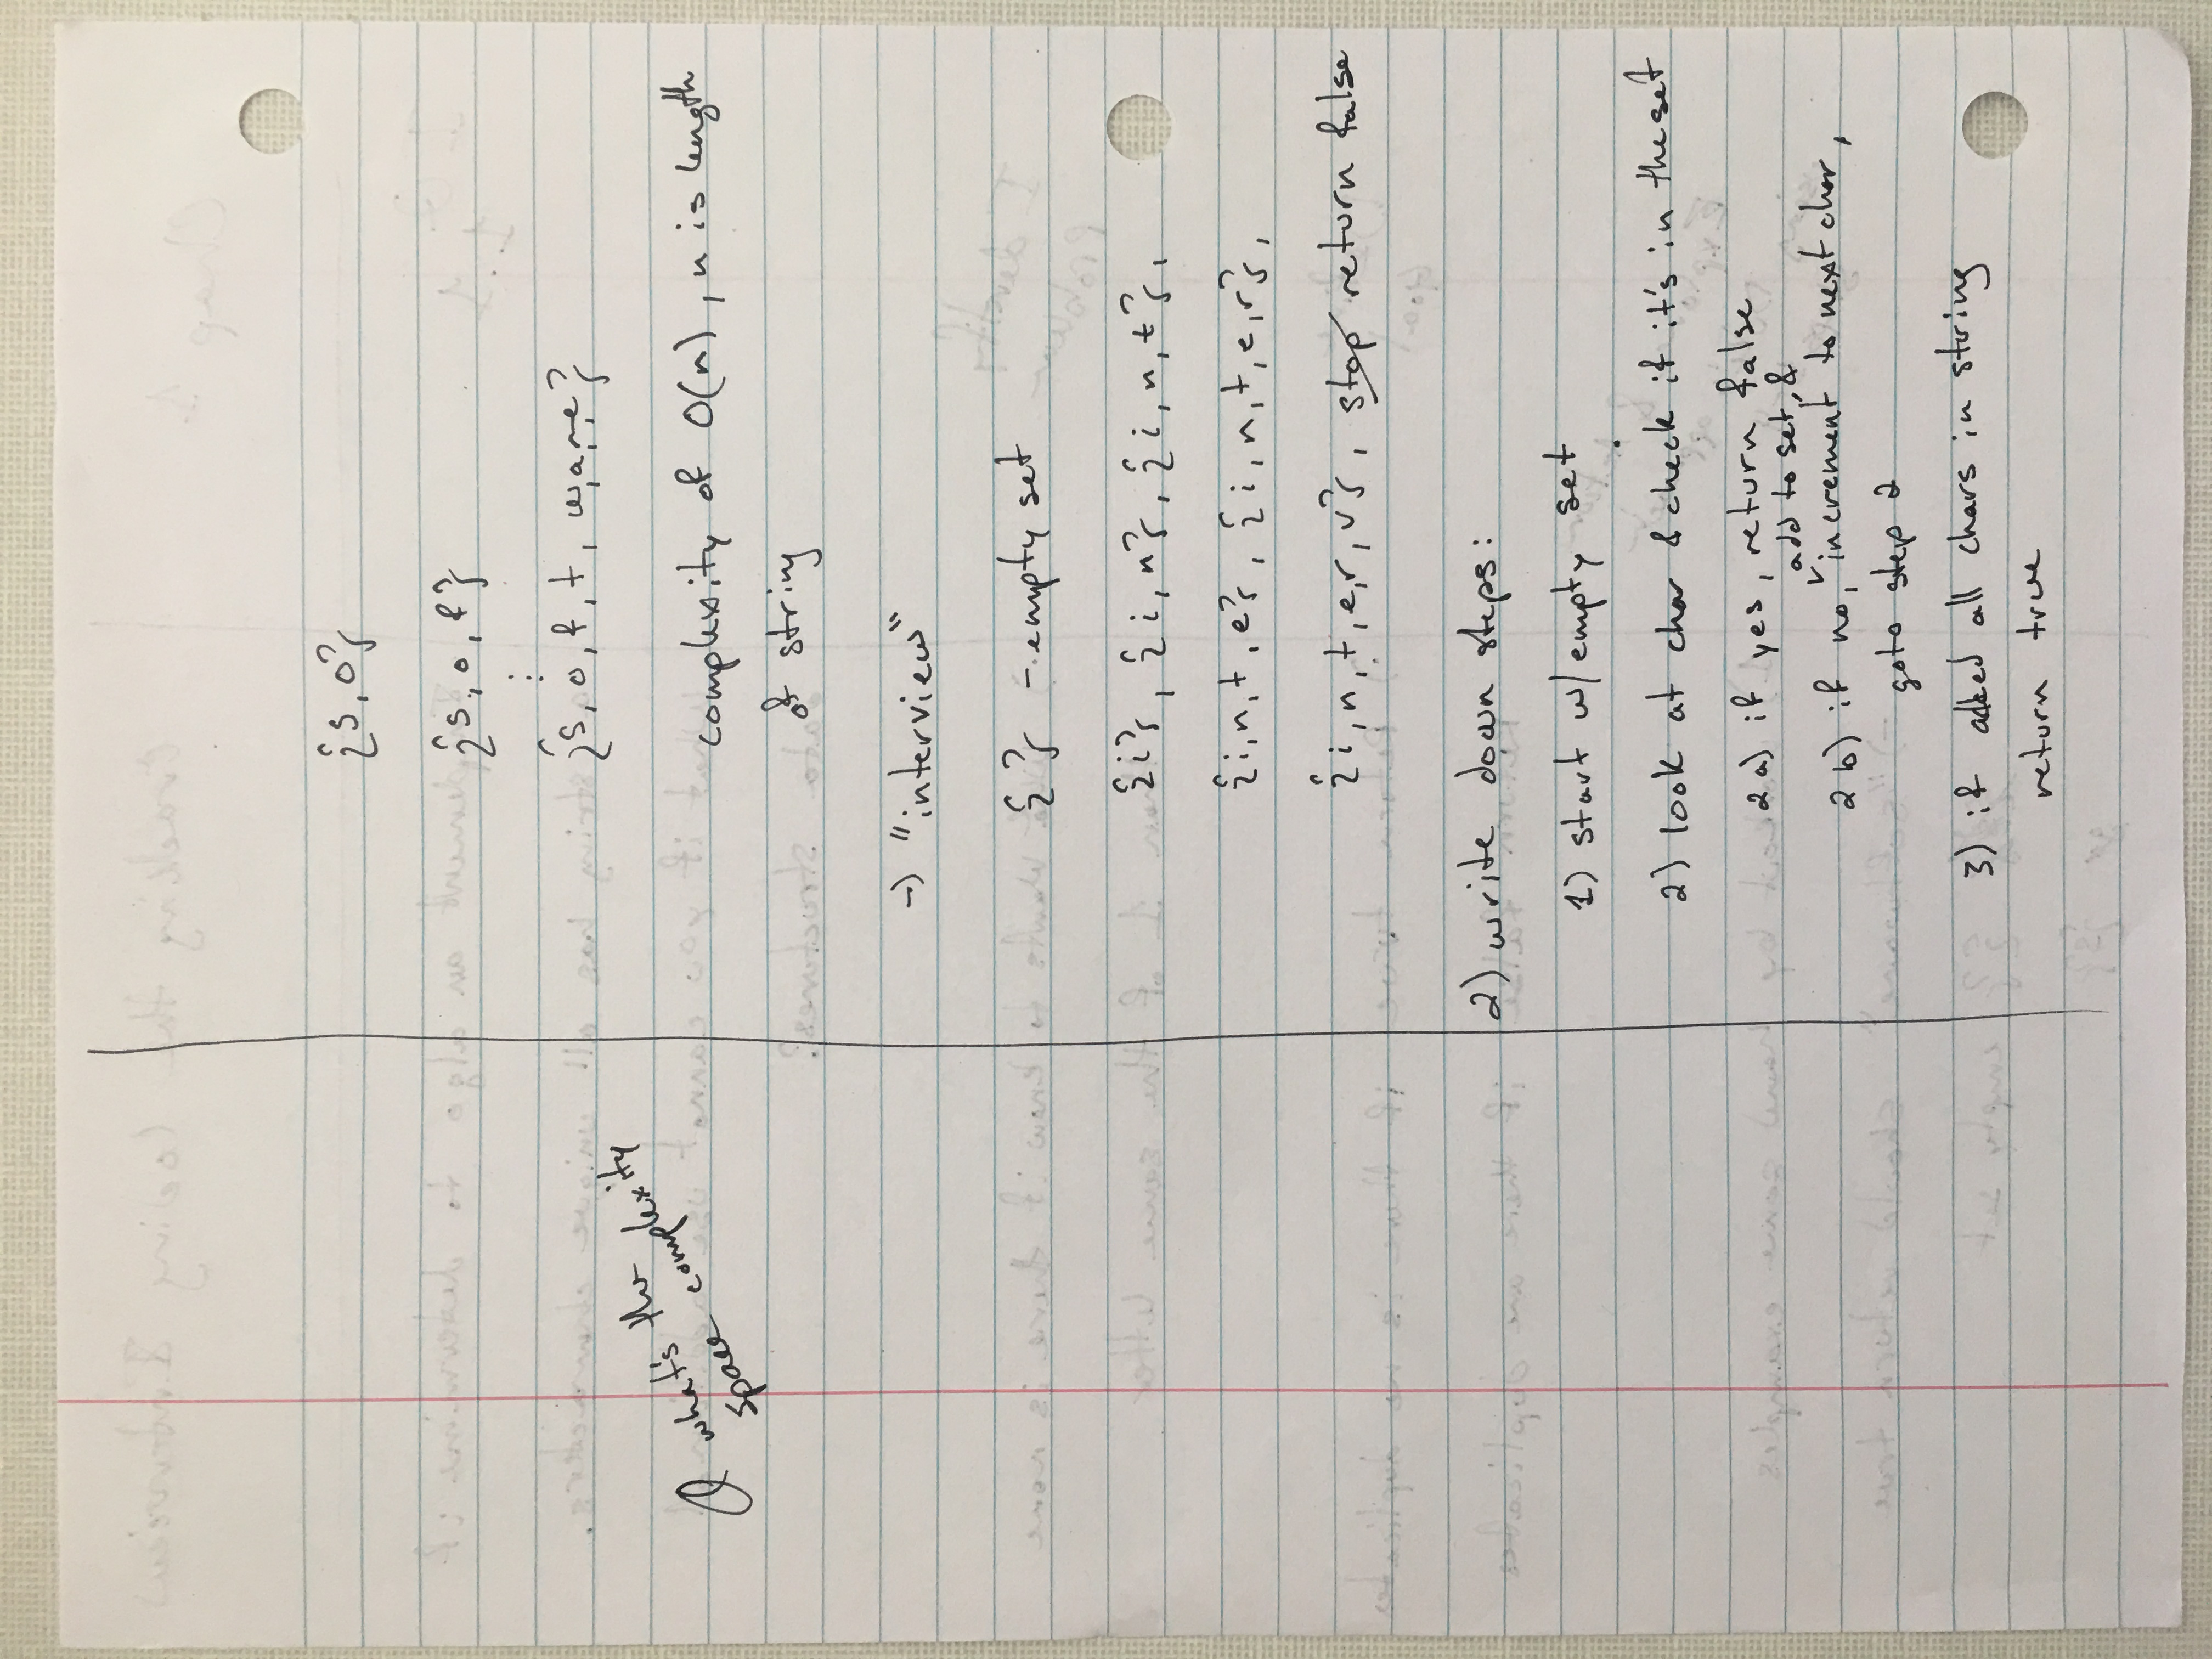 {s, o}
{s, o, f}
⋮
{s, o, f, t, w, a, r, e}
Q what's the
space complexity
complexity of O(n), n is length
of string
→ "interview"
{ } - empty set
{i}, {i, n}, {i, n, t},
{i, n, t, e}, {i, n, t, e, r},
{i, n, t, e, r, v}, stop return false
2) write down steps:
1) start w/ empty set
2) look at char & check if it's in the set
2a) if yes, return false
add to set, &
2b) if no, increment to next char,
goto step 2
3) if added all chars in string
return true